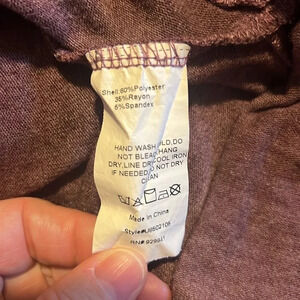 Shell:60%Polyester
35%Rayon
5%Spandex
HAND WASH COLD.DO
NOT BLEACH.HANG
DRY,LINE DRY.COOL IRON
IF NEEDED.DO NOT DRY
CLEAN
Made in China